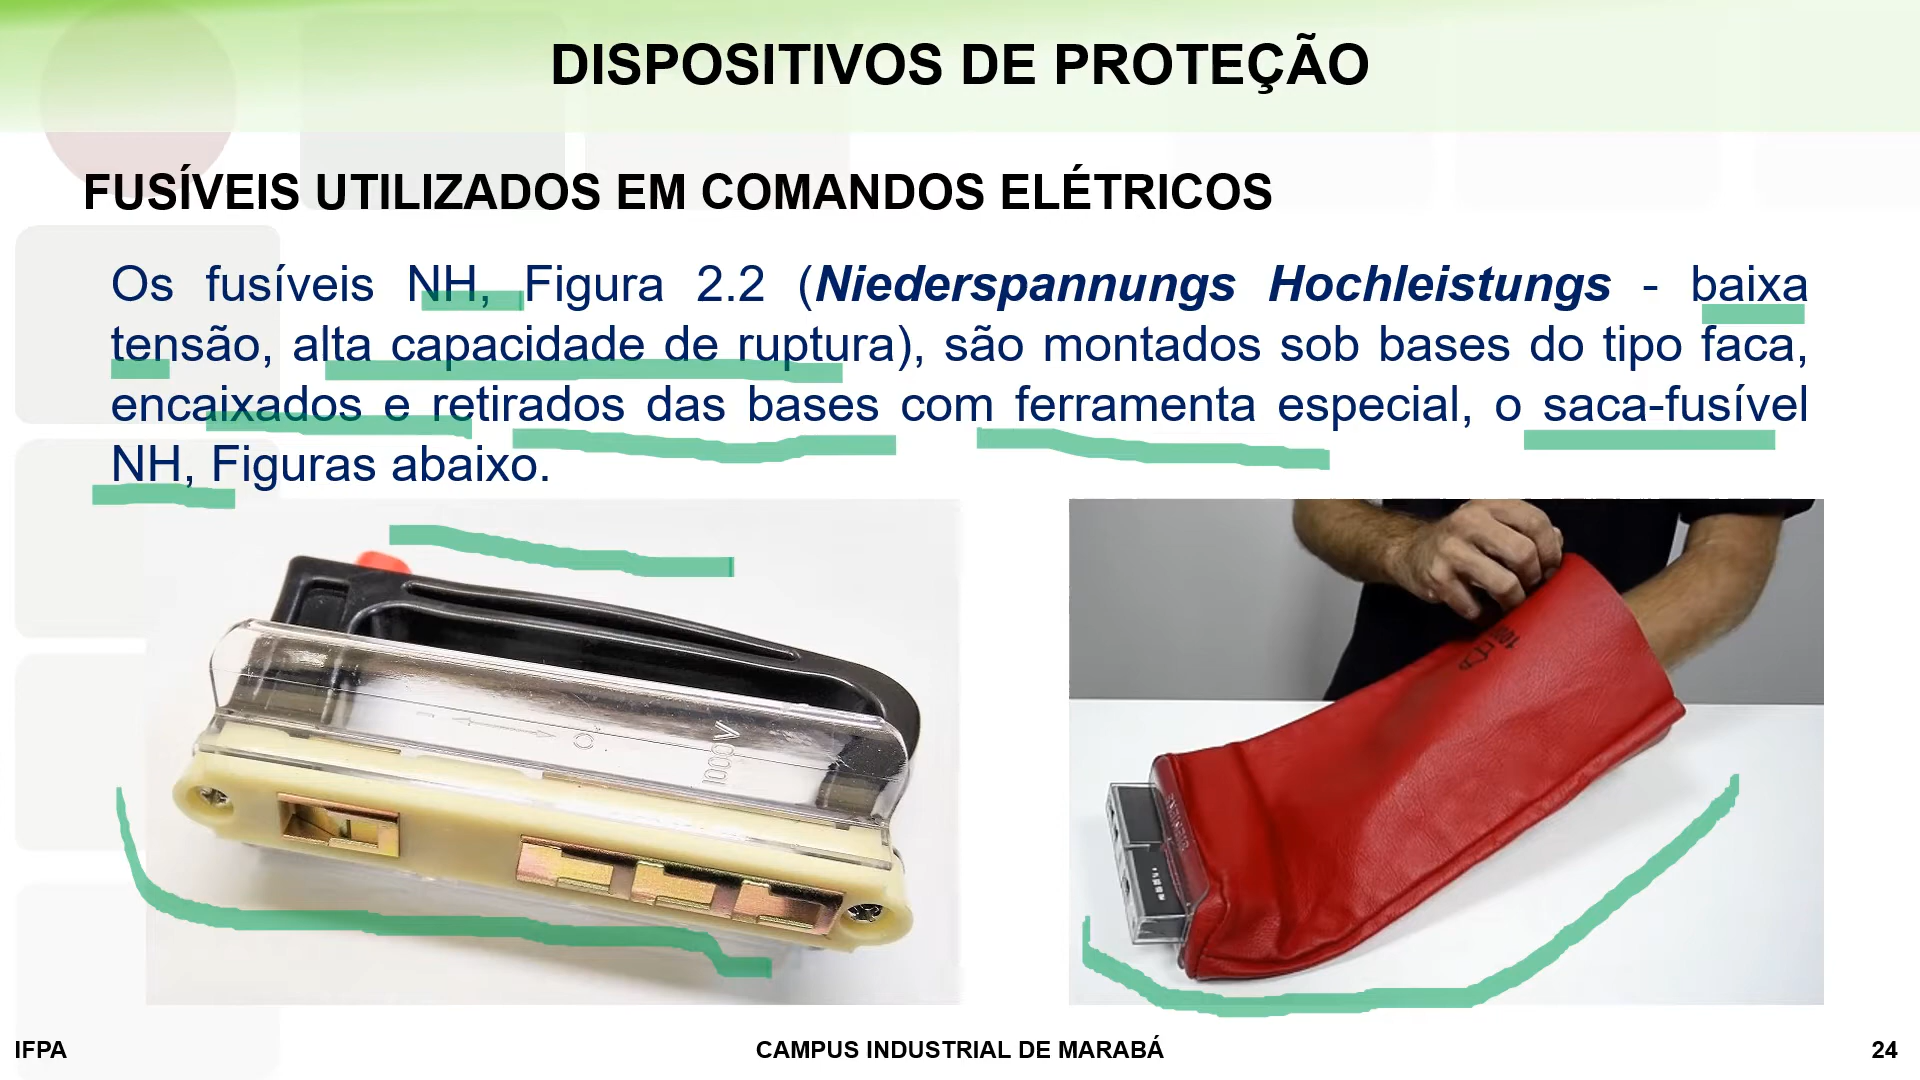 DISPOSITIVOS DE PROTEÇÃO
FUSÍVEIS UTILIZADOS EM COMANDOS ELÉTRICOS
Os fusíveis NH, Figura 2.2 (Niederspannungs Hochleistungs - baixa
tensão, alta capacidade de ruptura), são montados sob bases do tipo faca,
encaixados e retirados das bases com ferramenta especial, o saca-fusível
NH, Figuras abaixo.
1000V
IFPA
CAMPUS INDUSTRIAL DE MARABÁ
24